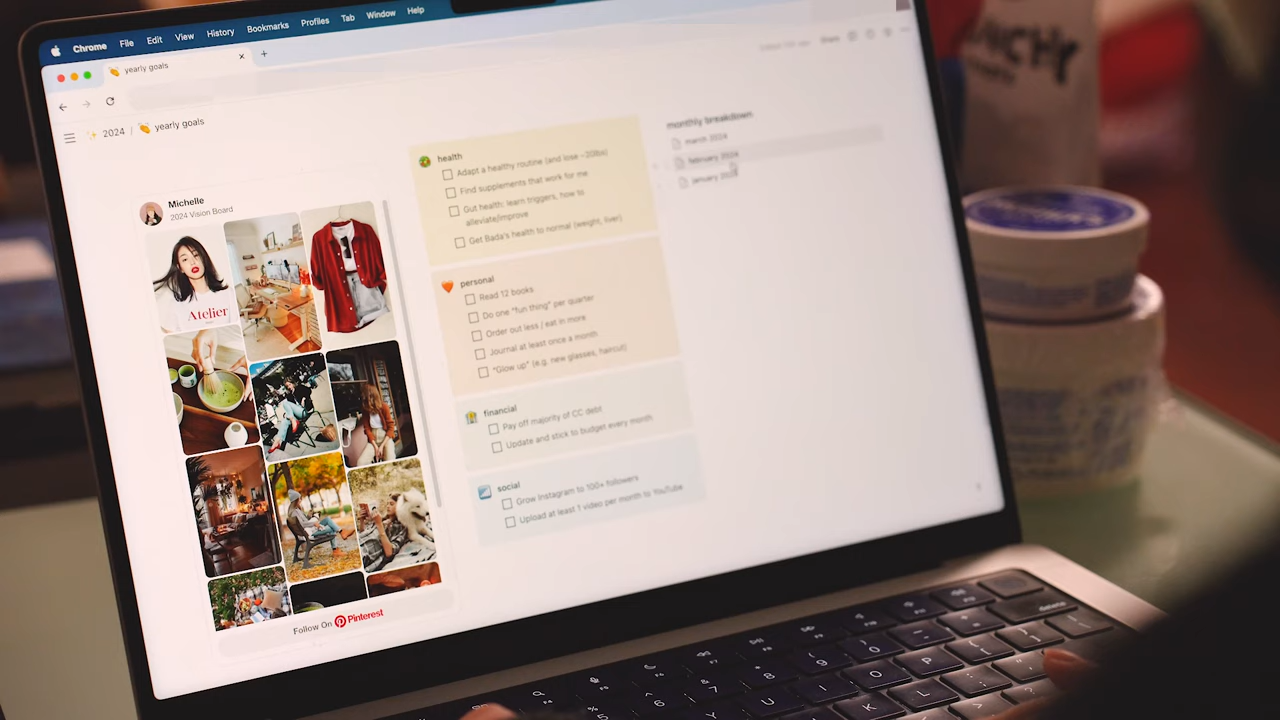 Chrome File Edit View History Bookmarks Profiles Tab Window Help
yearly goals
2024 / yearly goals
Share
Michelle
2024 Vision Board
Atelier
Follow On Pinterest
health
Adapt a healthy routine (and lose ~20lbs)
Find supplements that work for me
Gut health: learn triggers, how to
alleviate/improve
Get Bada's health to normal (weight, liver)
personal
Read 12 books
Do one "fun thing" per quarter
Order out less / eat in more
Journal at least once a month
"Glow up" (e.g. new glasses, haircut)
financial
Pay off majority of CC debt
Update and stick to budget every month
social
Grow Instagram to 100+ followers
Upload at least 1 video per month to YouTube
monthly breakdown
march 2024
february 2024
january 2024
delete
7 8 9 0
Y U I O P
K L